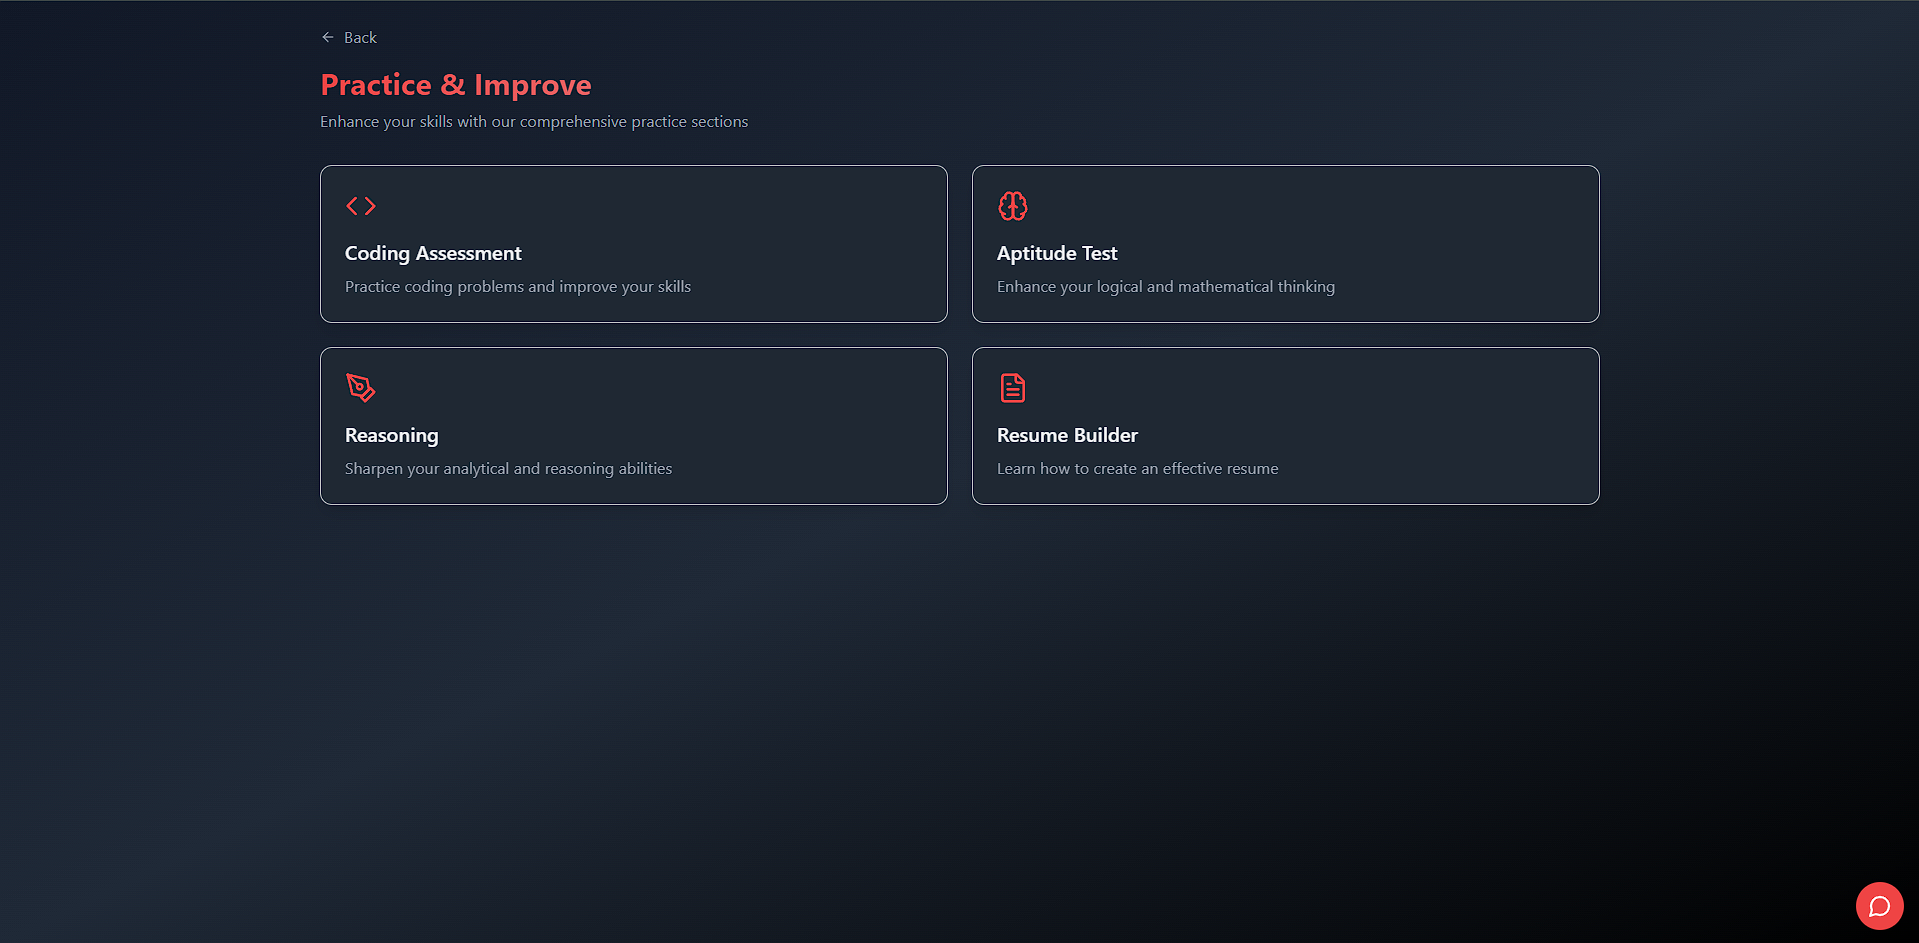 Back
Practice & Improve
Enhance your skills with our comprehensive practice sections
Coding Assessment
Practice coding problems and improve your skills
Aptitude Test
Enhance your logical and mathematical thinking
Reasoning
Sharpen your analytical and reasoning abilities
Resume Builder
Learn how to create an effective resume